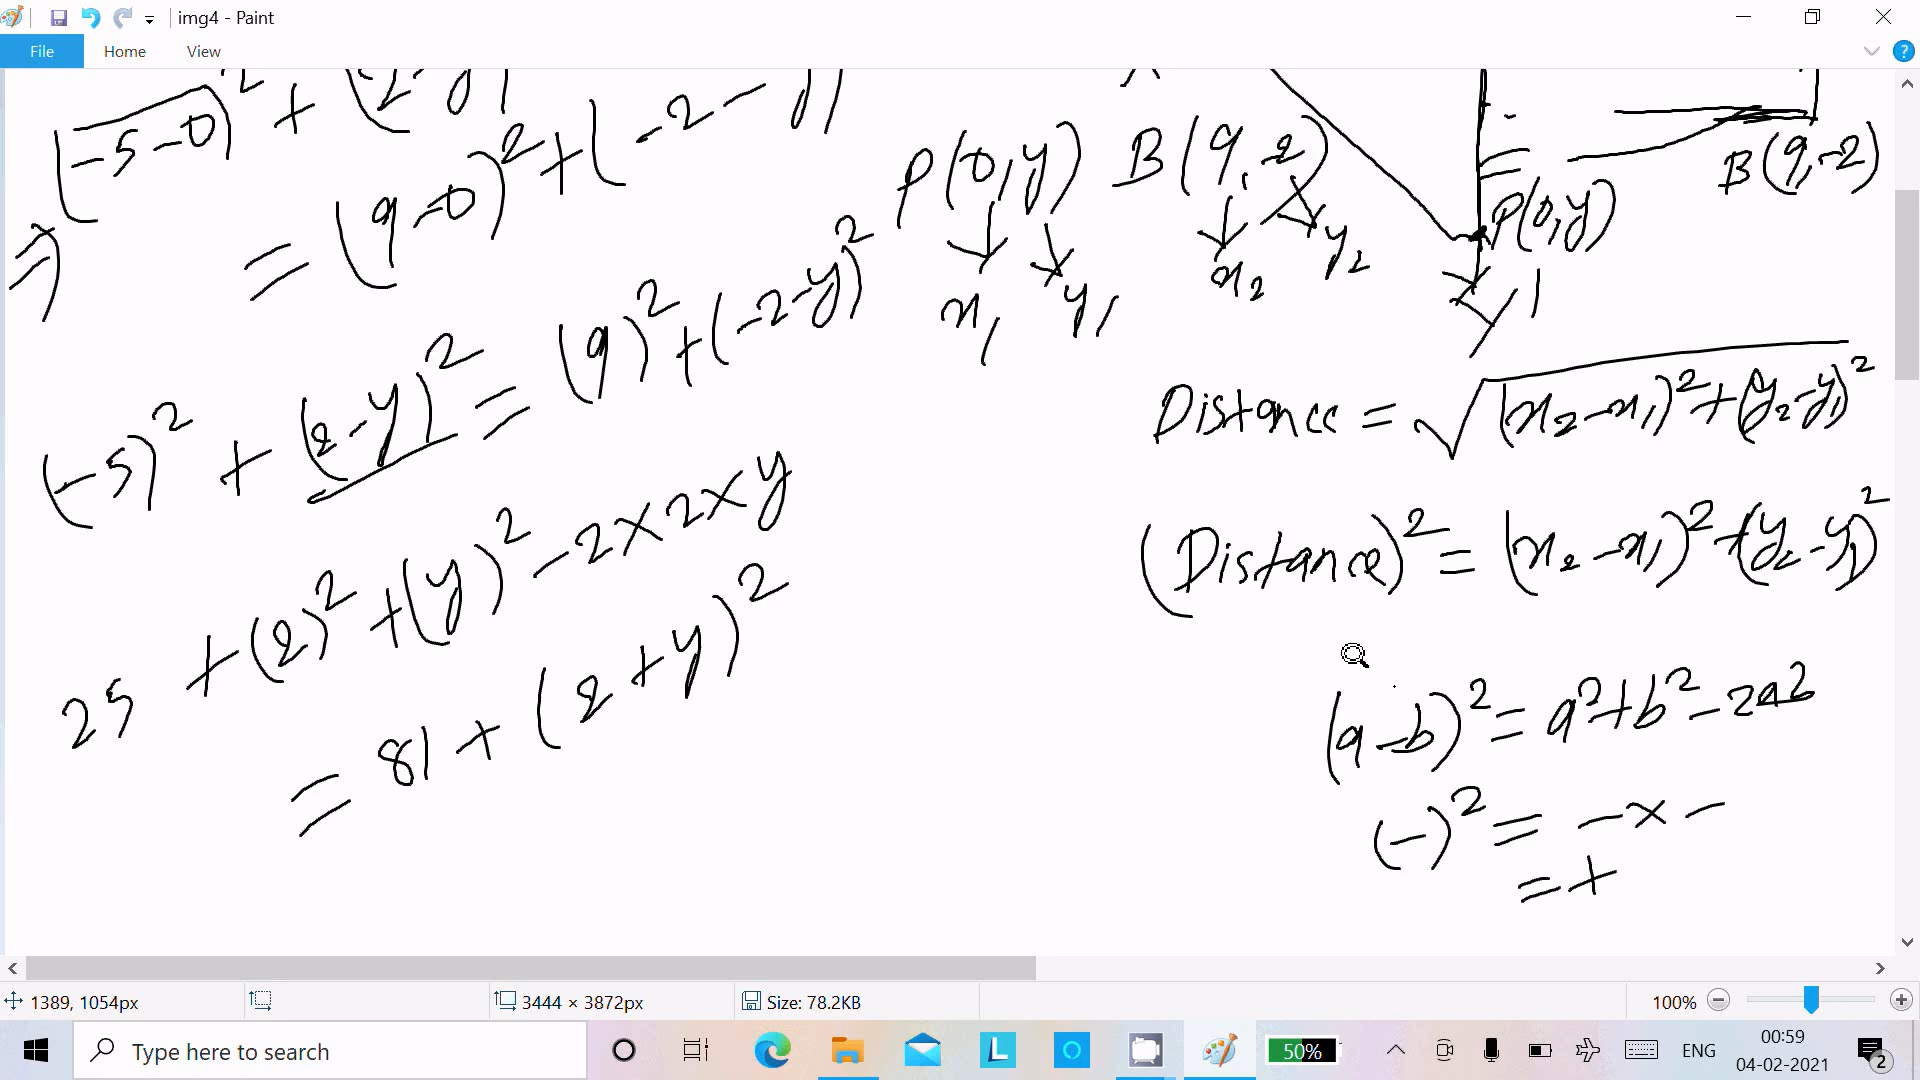 img4 - Paint
File Home View
(-5-0)² + (2-y)
⇒ = (9-0)² + (-2-y)
P(0,y) B(9,-2)
x₁ y₁ x₂ y₂
B(9,-2)
P(0,y)
y'
(-5)² + (2-y)² = (9)² + (-2-y)²
25 + (2)² + (y)² - 2×2×y
= 81 + (2+y)²
Distance = √(x₂-x₁)²+(y₂-y₁)²
(Distance)² = (x₂-x₁)²+(y₂-y₁)²
(a-b)² = a²+b²-2ab
(-)² = -×-
= +
1389, 1054px 3444 × 3872px Size: 78.2KB 100%
Type here to search 50% ENG 00:59
04-02-2021 2